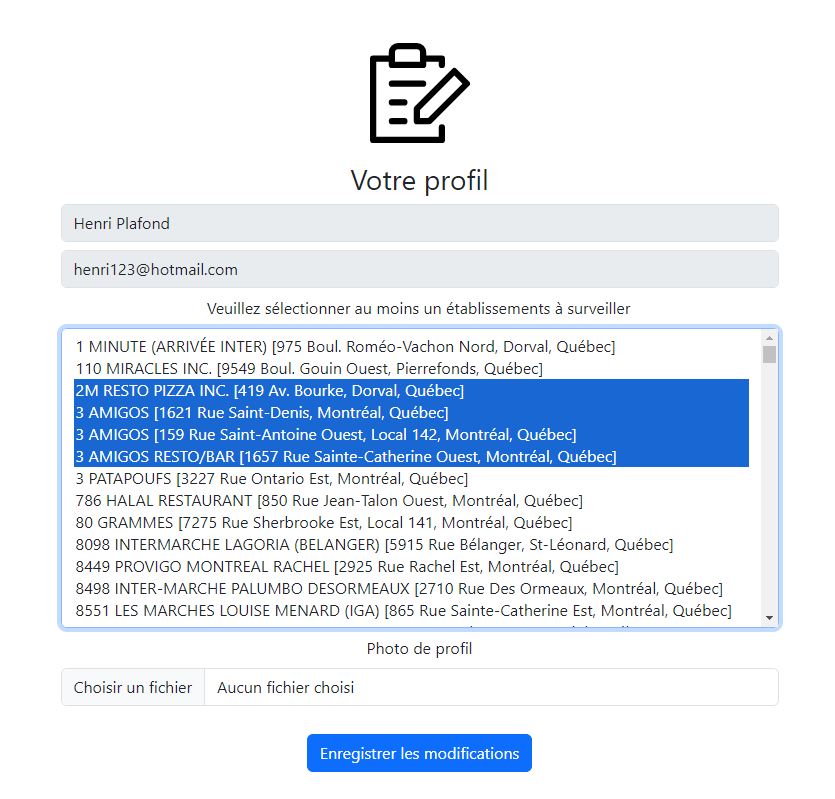 Votre profil
Henri Plafond
henri123@hotmail.com
Veuillez sélectionner au moins un établissements à surveiller
1 MINUTE (ARRIVÉE INTER) [975 Boul. Roméo-Vachon Nord, Dorval, Québec]
110 MIRACLES INC. [9549 Boul. Gouin Ouest, Pierrefonds, Québec]
2M RESTO PIZZA INC. [419 Av. Bourke, Dorval, Québec]
3 AMIGOS [1621 Rue Saint-Denis, Montréal, Québec]
3 AMIGOS [159 Rue Saint-Antoine Ouest, Local 142, Montréal, Québec]
3 AMIGOS RESTO/BAR [1657 Rue Sainte-Catherine Ouest, Montréal, Québec]
3 PATAPOUFS [3227 Rue Ontario Est, Montréal, Québec]
786 HALAL RESTAURANT [850 Rue Jean-Talon Ouest, Montréal, Québec]
80 GRAMMES [7275 Rue Sherbrooke Est, Local 141, Montréal, Québec]
8098 INTERMARCHE LAGORIA (BELANGER) [5915 Rue Bélanger, St-Léonard, Québec]
8449 PROVIGO MONTREAL RACHEL [2925 Rue Rachel Est, Montréal, Québec]
8498 INTER-MARCHE PALUMBO DESORMEAUX [2710 Rue Des Ormeaux, Montréal, Québec]
8551 LES MARCHES LOUISE MENARD (IGA) [865 Rue Sainte-Catherine Est, Montréal, Québec]
Photo de profil
Choisir un fichier Aucun fichier choisi
Enregistrer les modifications